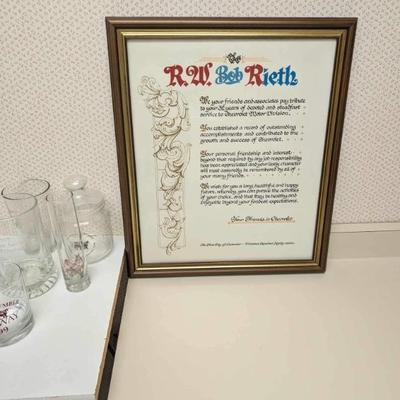 To
R.W. Bob Rieth
We your friends and associates pay tribute
to your 32 years of devoted and steadfast
service to Chevrolet Motor Division.
You established a record of outstanding
accomplishments and contributed to the
growth and success of Chevrolet.
Your personal friendship and interest
beyond that required by any job responsibility
has been appreciated and your loyal character
will most assuredly be remembered by all of
your many friends.
We wish for you a long, healthful and happy
future, whereby, you can pursue the activities
of your choice, and that they be healthy and
enjoyable beyond your fondest expectations.
Your Friends in Chevrolet